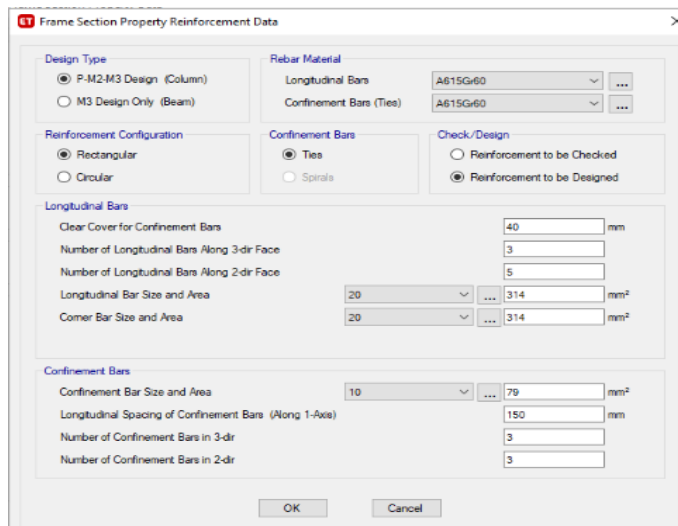 ET Frame Section Property Reinforcement Data
Design Type
P-M2-M3 Design (Column)
M3 Design Only (Beam)
Rebar Material
Longitudinal Bars A615Gr60 ...
Confinement Bars (Ties) A615Gr60 ...
Reinforcement Configuration
Rectangular
Circular
Confinement Bars
Ties
Spirals
Check/Design
Reinforcement to be Checked
Reinforcement to be Designed
Longitudinal Bars
Clear Cover for Confinement Bars 40 mm
Number of Longitudinal Bars Along 3-dir Face 3
Number of Longitudinal Bars Along 2-dir Face 5
Longitudinal Bar Size and Area 20 ... 314 mm²
Corner Bar Size and Area 20 ... 314 mm²
Confinement Bars
Confinement Bar Size and Area 10 ... 79 mm²
Longitudinal Spacing of Confinement Bars (Along 1-Axis) 150 mm
Number of Confinement Bars in 3-dir 3
Number of Confinement Bars in 2-dir 3
OK Cancel